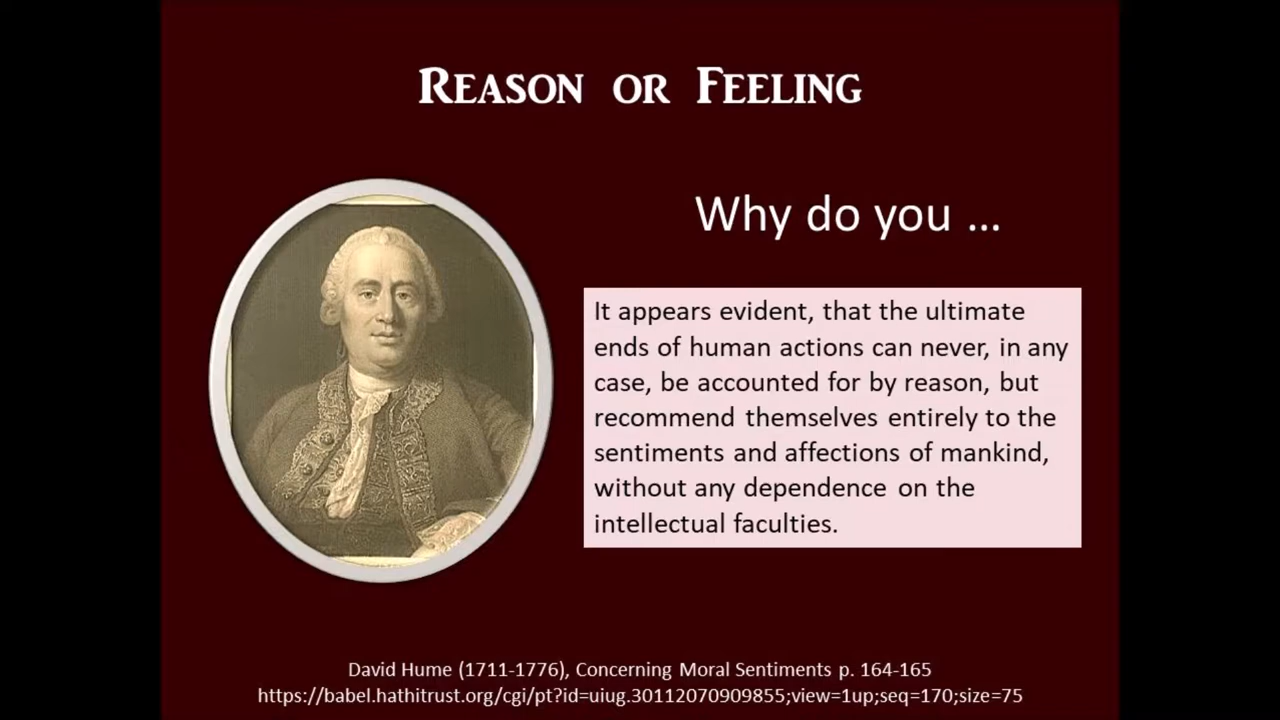 REASON OR FEELING
Why do you ...
It appears evident, that the ultimate
ends of human actions can never, in any
case, be accounted for by reason, but
recommend themselves entirely to the
sentiments and affections of mankind,
without any dependence on the
intellectual faculties.
David Hume (1711-1776), Concerning Moral Sentiments p. 164-165
https://babel.hathitrust.org/cgi/pt?id=uiug.30112070909855;view=1up;seq=170;size=75